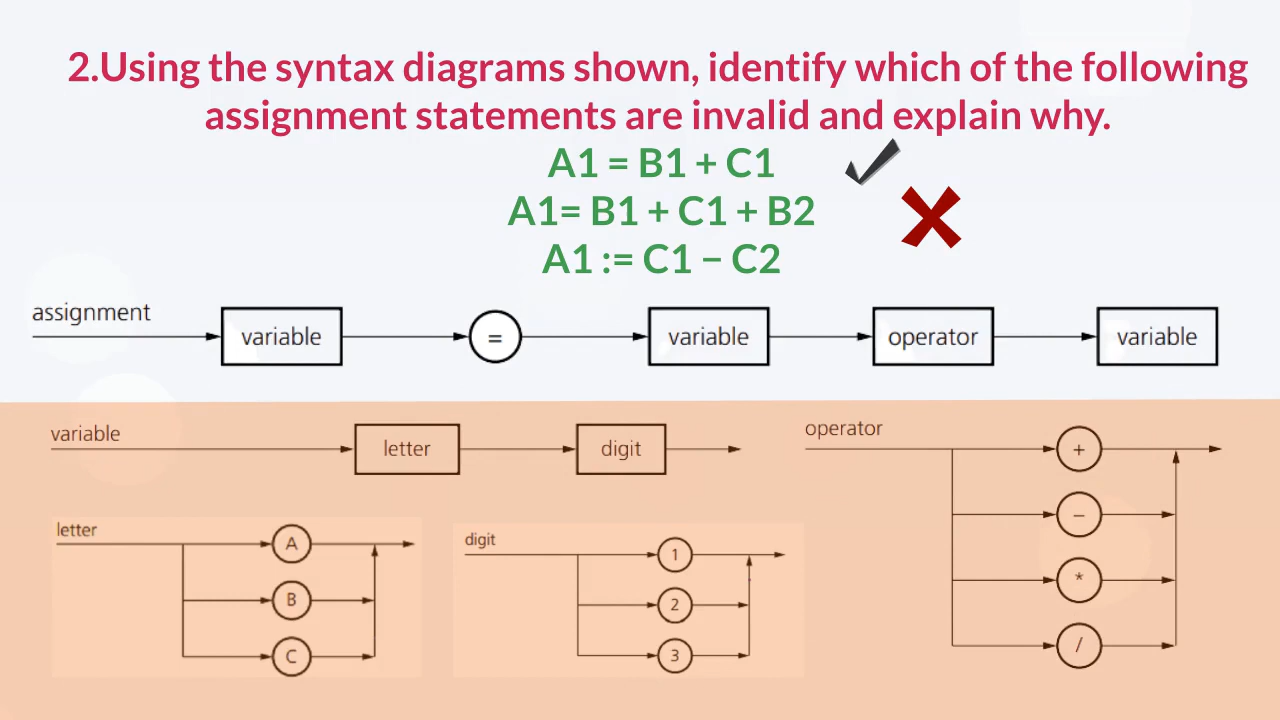 2.Using the syntax diagrams shown, identify which of the following
assignment statements are invalid and explain why.
A1 = B1 + C1
A1= B1 + C1 + B2
A1 := C1 − C2
assignment
variable
=
variable
operator
variable
variable
letter
digit
operator
+
−
*
/
letter
A
B
C
digit
1
2
3